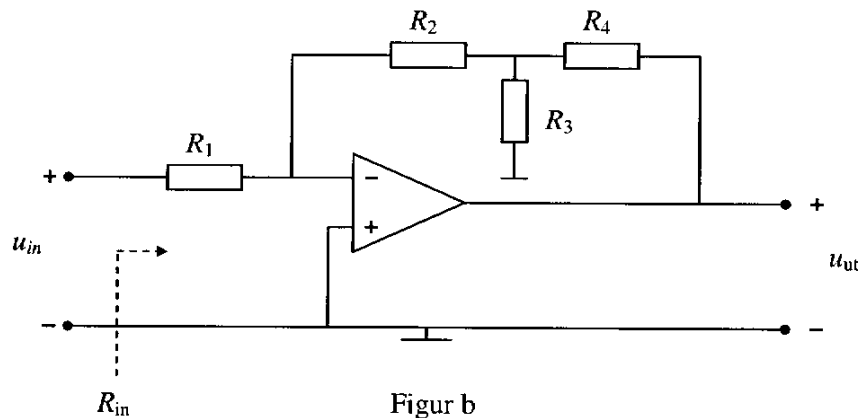 R2 R4
R3
R1
+ − +
+
uin uut
− −
Rin
Figur b